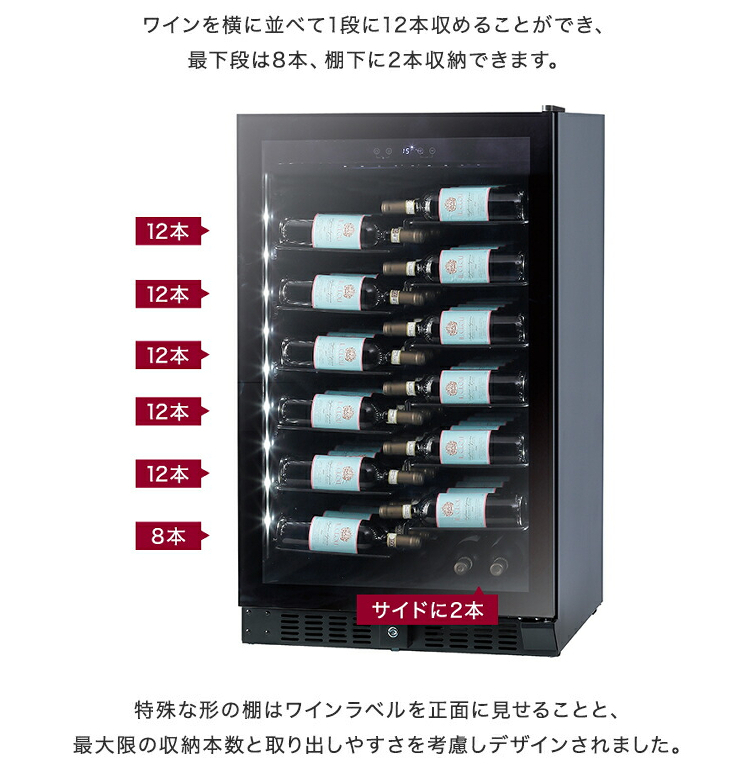 ワインを横に並べて1段に12本収めることができ、
最下段は8本、棚下に2本収納できます。
15°
12本
12本
12本
12本
12本
8本
サイドに2本
特殊な形の棚はワインラベルを正面に見せることと、
最大限の収納本数と取り出しやすさを考慮しデザインされました。